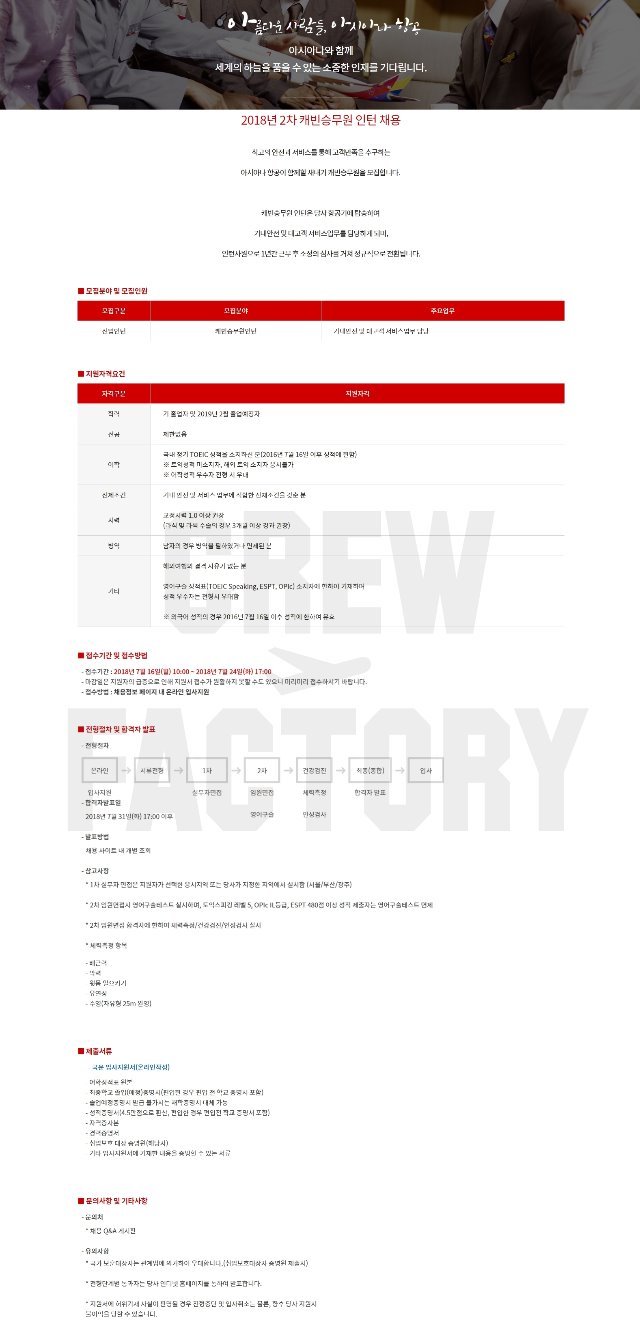 아름다운 사람들, 아시아나 항공
아시아나와 함께
세계의 하늘을 품을 수 있는 소중한 인재를 기다립니다.
2018년 2차 캐빈승무원 인턴 채용
최고의 안전과 서비스를 통해 고객만족을 추구하는
아시아나 항공이 함께할 새내기 캐빈승무원을 모집합니다.
캐빈승무원 인턴은 당사 항공기에 탑승하여
기내안전 및 대고객 서비스업무를 담당하게 되며,
인턴사원으로 1년간 근무 후 소정의 심사를 거쳐 정규직으로 전환됩니다.
■ 모집분야 및 모집인원
모집구분 모집분야 주요업무
신입인턴 캐빈승무원인턴 기내안전 및 대고객 서비스업무 담당
■ 지원자격요건
자격구분 지원자격
학력 기 졸업자 및 2019년 2월 졸업예정자
전공 제한없음
어학 국내 정기 TOEIC 성적을 소지하신 분(2016년 7월 16일 이후 성적에 한함)
※ 토익성적 미소지자, 해외 토익 소지자 응시불가
※ 어학성적 우수자 전형 시 우대
신체조건 기내 안전 및 서비스 업무에 적합한 신체조건을 갖춘 분
시력 교정시력 1.0 이상 권장
(라식 및 라섹 수술의 경우 3개월 이상 경과 권장)
병역 남자의 경우 병역을 필하였거나 면제된 분
기타 해외여행의 결격 사유가 없는 분
영어구술 성적표(TOEIC Speaking, ESPT, OPIc) 소지자에 한하여 기재하며
성적 우수자는 전형시 우대함
※ 외국어 성적의 경우 2016년 7월 16일 이후 성적에 한하여 유효
CREW
FACTORY
■ 접수기간 및 접수방법
- 접수기간 : 2018년 7월 16일(월) 10:00 ~ 2018년 7월 24일(화) 17:00
- 마감일은 지원자의 급증으로 인해 지원서 접수가 원활하지 못할 수도 있으니 미리미리 접수하시기 바랍니다.
- 접수방법 : 채용정보 페이지 내 온라인 입사지원
■ 전형절차 및 합격자 발표
- 전형절차
온라인 서류전형 1차 2차 건강검진 최종(종합) 입사
입사지원 실무자면접 임원면접 체력측정 합격자 발표
영어구술 인성검사
- 합격자발표일
2018년 7월 31일(화) 17:00 이후
- 발표방법
채용 사이트 내 개별 조회
- 참고사항
* 1차 실무자 면접은 지원자가 선택한 응시지역 또는 당사가 지정한 지역에서 실시함 (서울/부산/광주)
* 2차 임원면접시 영어구술테스트 실시하며, 토익스피킹 레벨 5, OPIc IL등급, ESPT 480점 이상 성적 제출자는 영어구술테스트 면제
* 2차 임원면접 합격자에 한하여 체력측정/건강검진/인성검사 실시
* 체력측정 항목
- 배근력
- 악력
- 윗몸 일으키기
- 유연성
- 수영(자유형 25m 완영)
■ 제출서류
- 국문 입사지원서(온라인작성)
- 어학성적표 원본
- 최종학교 졸업(예정)증명서(편입한 경우 편입 전 학교 증명서 포함)
- 졸업예정증명서 발급 불가시는 재학증명서 대체 가능
- 성적증명서(4.5만점으로 환산, 편입한 경우 편입전 학교 증명서 포함)
- 자격증사본
- 경력증명서
- 취업보호 대상 증명원(해당자)
- 기타 입사지원서에 기재한 내용을 증빙할 수 있는 서류
■ 문의사항 및 기타사항
- 문의처
* 채용 Q&A 게시판
- 유의사항
* 국가 보훈 대상자는 관계법에 의거하여 우대합니다.(취업보호대상자 증명원 제출시)
* 전형단계별 통과자는 당사 인터넷 홈페이지를 통하여 발표합니다.
* 지원서에 허위기재 사실이 판명될 경우 전형중단 및 입사취소는 물론, 향후 당사 지원시
불이익을 당할 수 있습니다.